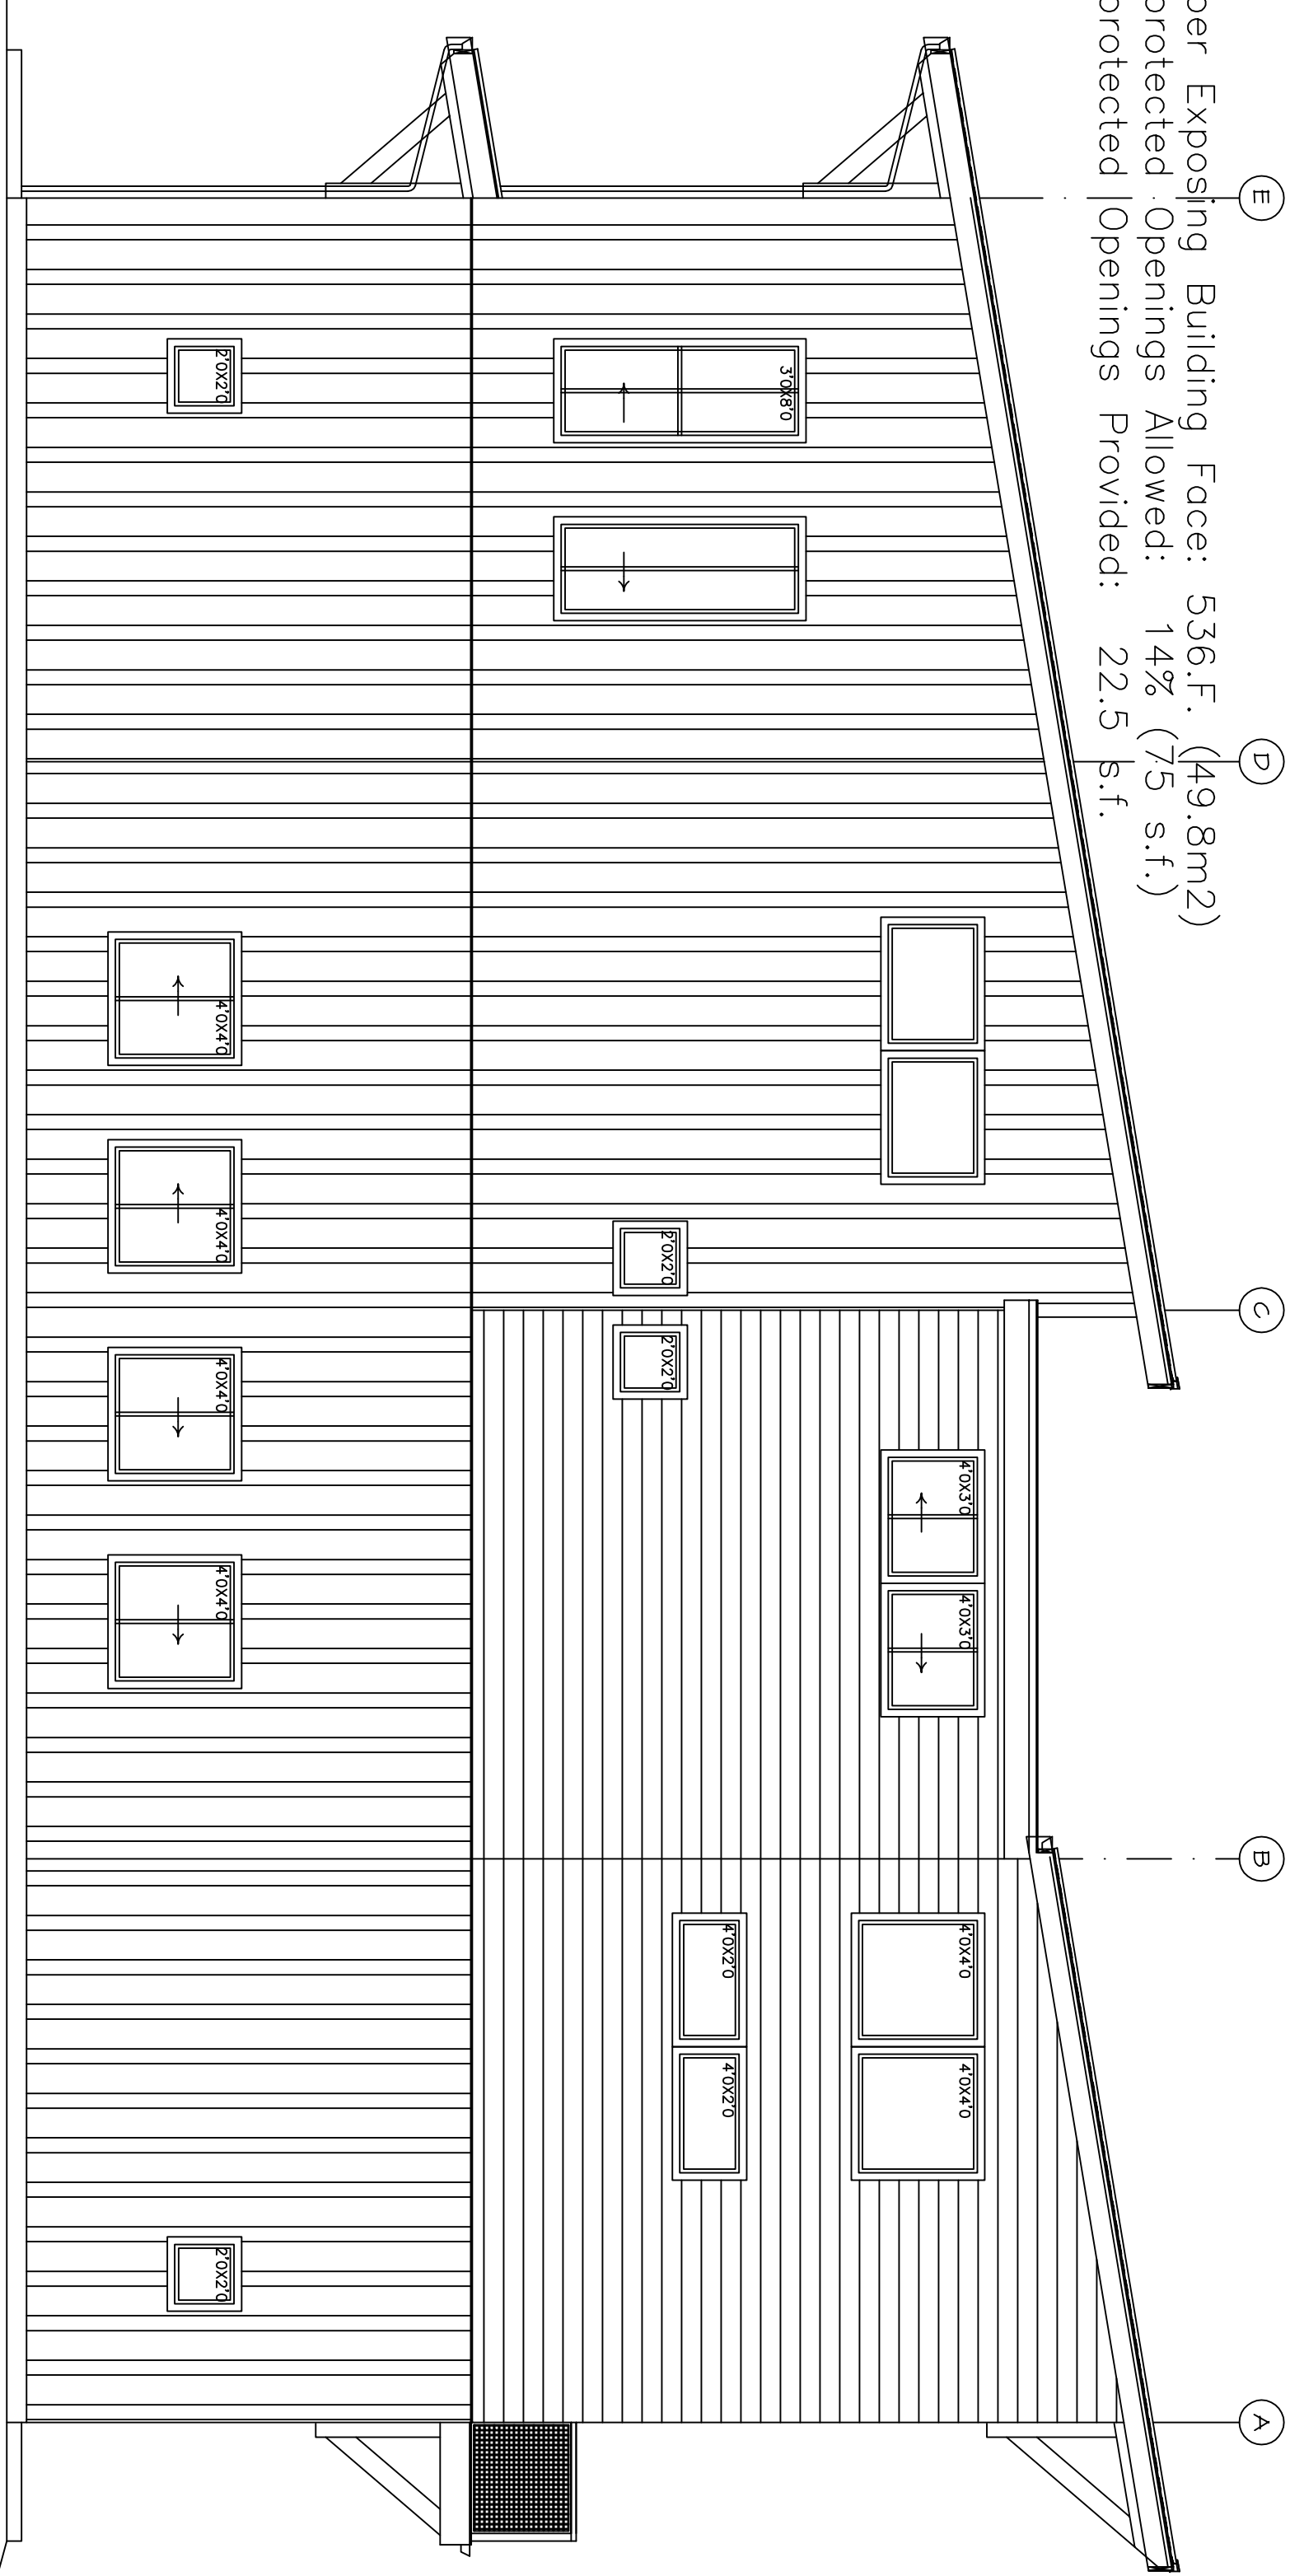 E D C B A
per Exposing Building Face: 536.F. (49.8m2)
protected Openings Allowed: 14% (75 s.f.)
protected Openings Provided: 22.5 s.f.
4'0X3'0 4'0X3'0 4'0X4'0 4'0X4'0
3'0X8'0
4'0X2'0 4'0X2'0
2'0X2'0 2'0X2'0
2'0X2'0 4'0X4'0 4'0X4'0 4'0X4'0 4'0X4'0 2'0X2'0